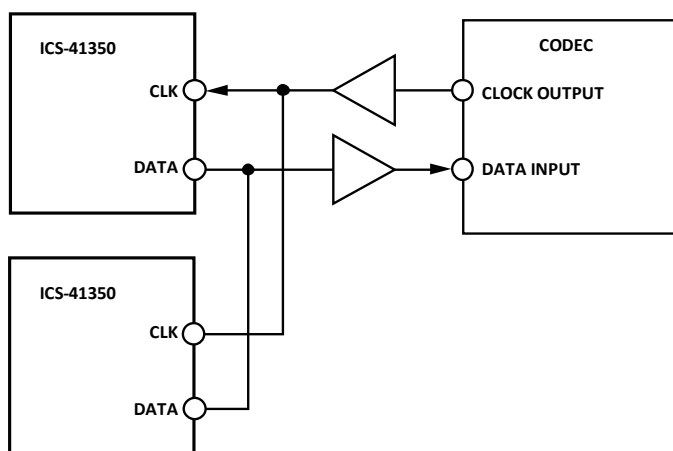 ICS-41350
CODEC
CLK
CLOCK OUTPUT
DATA
DATA INPUT
ICS-41350
CLK
DATA